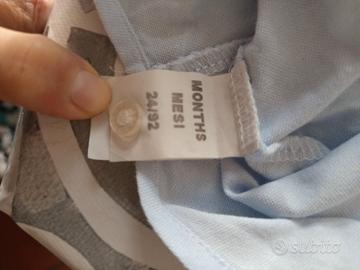 MONTHS
MESI
24/92
subito